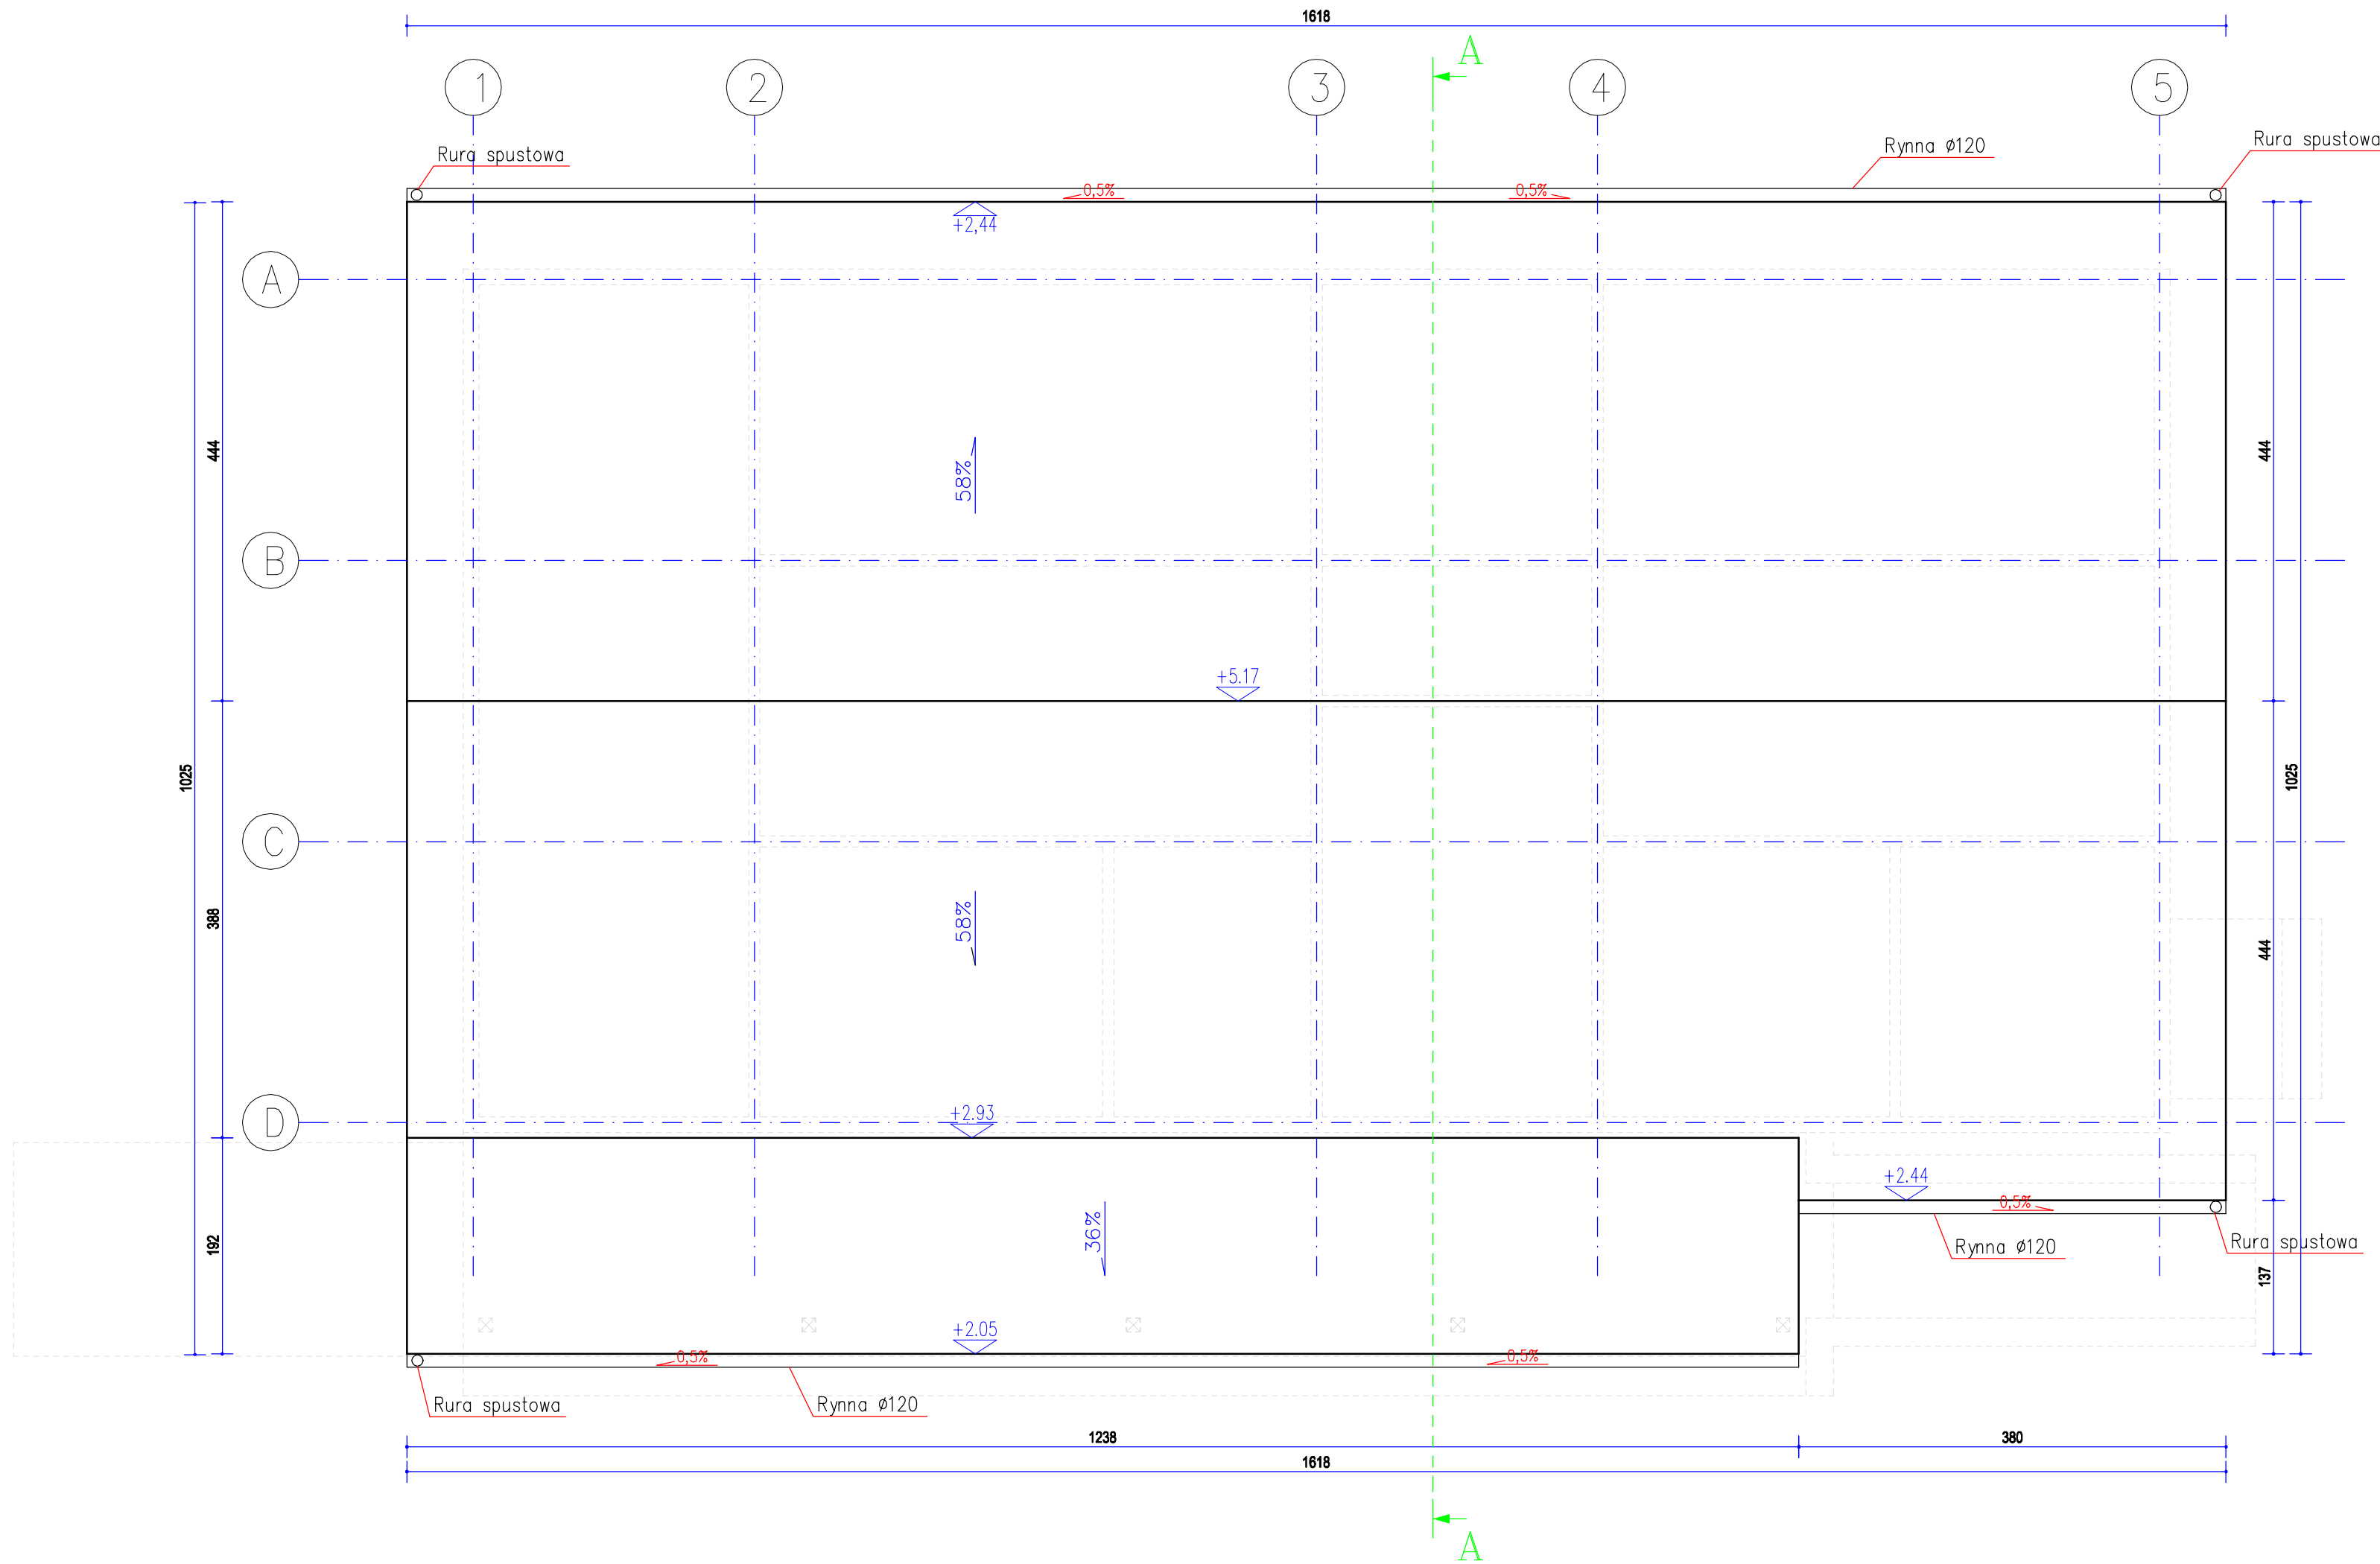 1618
A
1
2
3
4
5
Rura spustowa
Rynna Ø120
Rura spustowa
0,5%
0,5%
+2,44
A
444
58%
444
B
+5.17
1025
1025
C
388
58%
444
D
+2.93
+2.44
0,5%
192
36%
Rynna Ø120
Rura spustowa
137
+2.05
0,5%
0,5%
Rura spustowa
Rynna Ø120
1238
380
1618
A